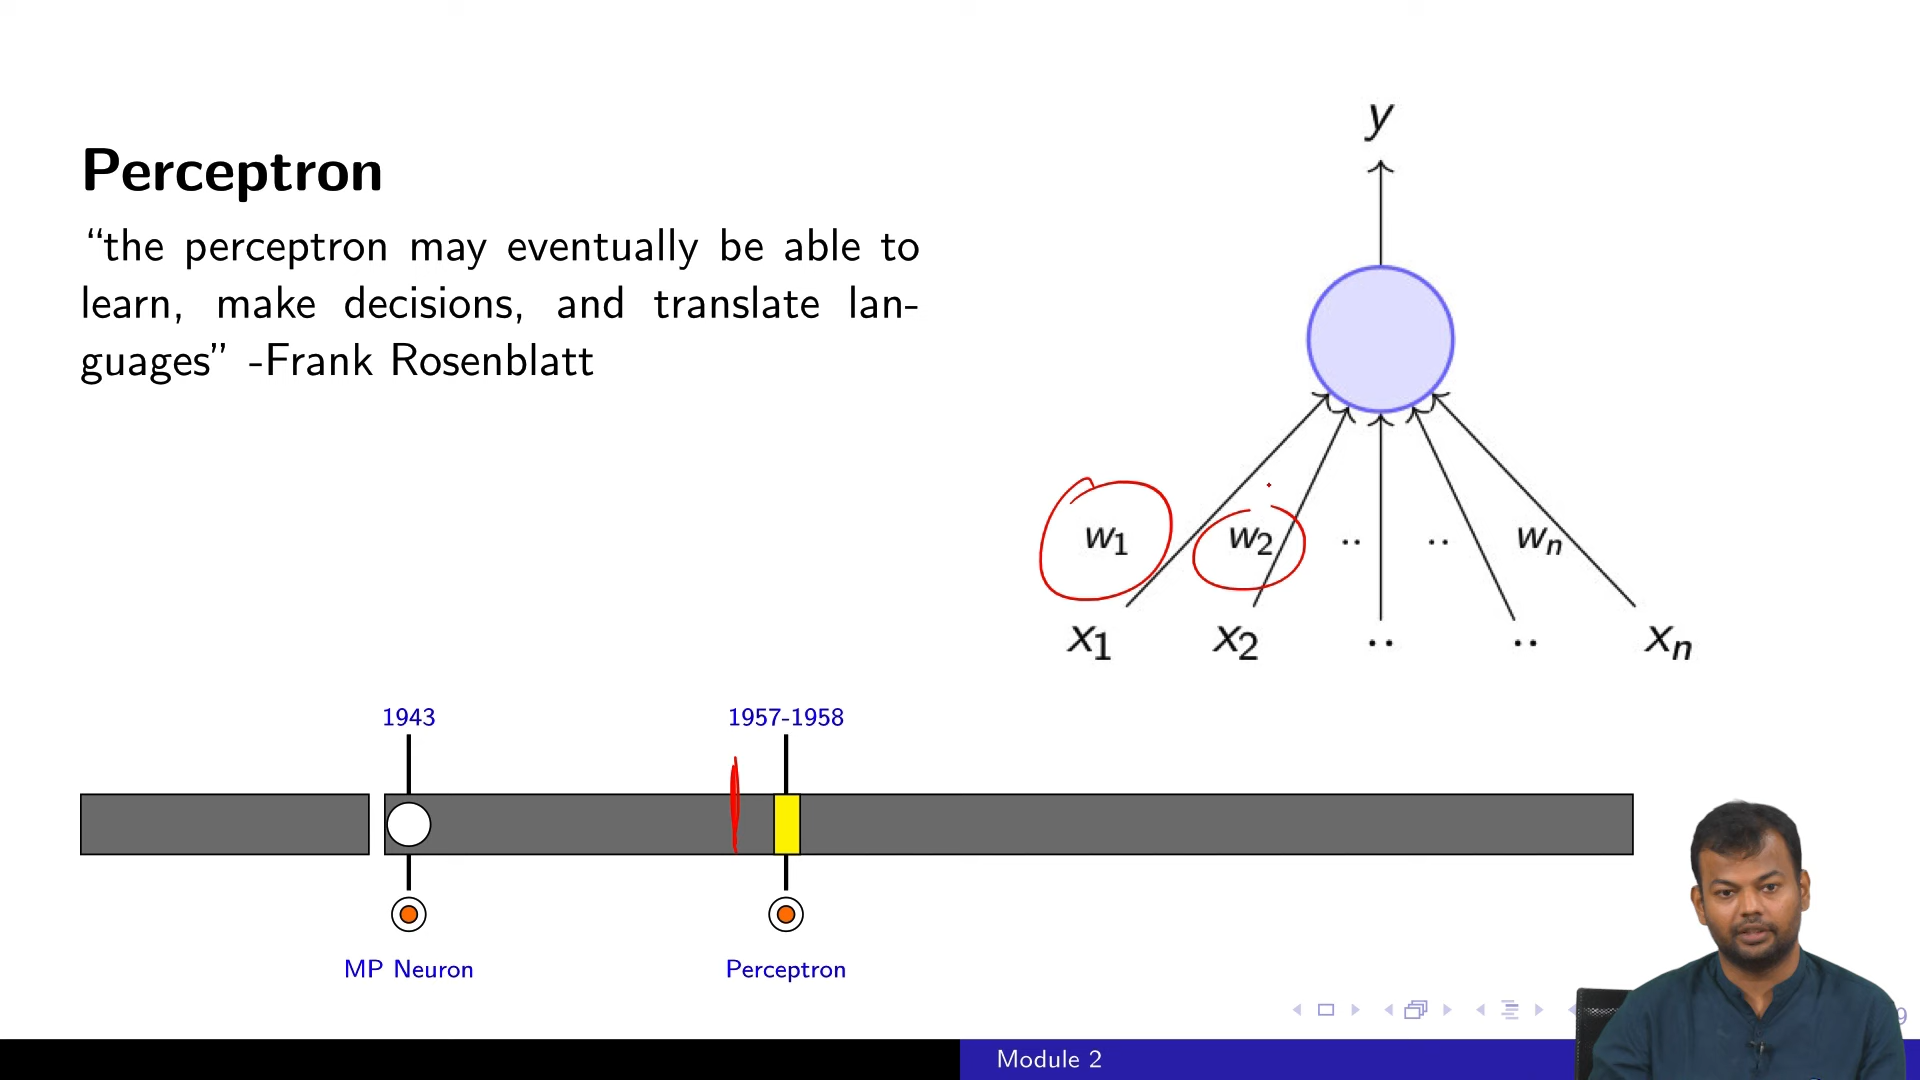 Perceptron
“the perceptron may eventually be able to
learn, make decisions, and translate lan-
guages” -Frank Rosenblatt
y
w1 w2 .. .. wn
x1 x2 .. .. xn
1943 1957-1958
MP Neuron Perceptron
9
Module 2